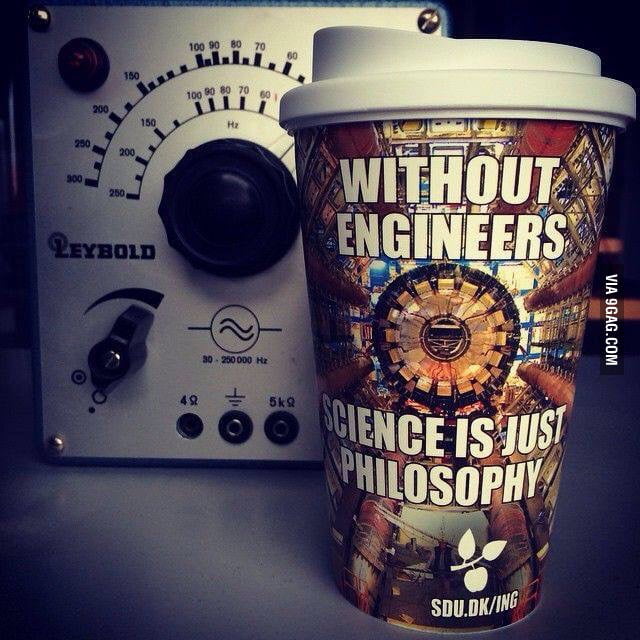 100 90 80 70 60
150
200
250
300
100 90 80 70 60
150
200
250
Hz
LEYBOLD
30 - 250 000 Hz
4Ω
5kΩ
WITHOUT
ENGINEERS
SCIENCE IS JUST
PHILOSOPHY
SDU.DK/ING
VIA 9GAG.COM